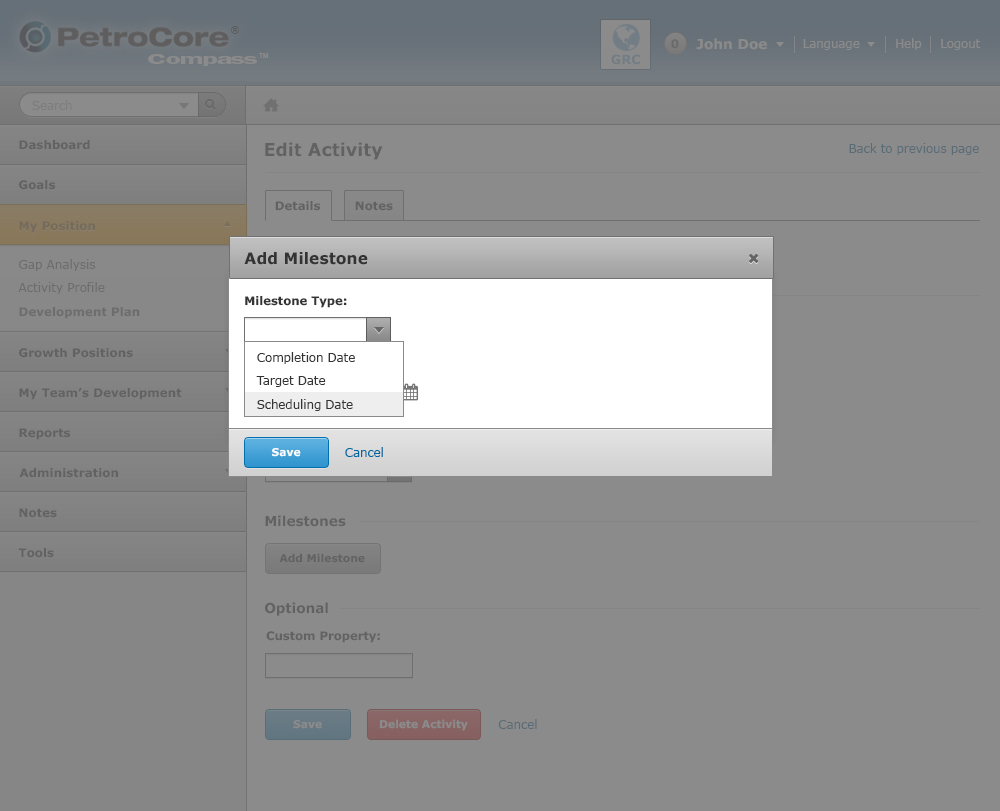 PetroCore®
Compass™
GRC
0
John Doe
Language
Help
Logout
Search
Dashboard
Goals
My Position
Gap Analysis
Activity Profile
Development Plan
Growth Positions
My Team's Development
Reports
Administration
Notes
Tools
Edit Activity
Back to previous page
Details
Notes
Add Milestone
Milestone Type:
Completion Date
Target Date
Scheduling Date
Save
Cancel
Milestones
Add Milestone
Optional
Custom Property:
Save
Delete Activity
Cancel